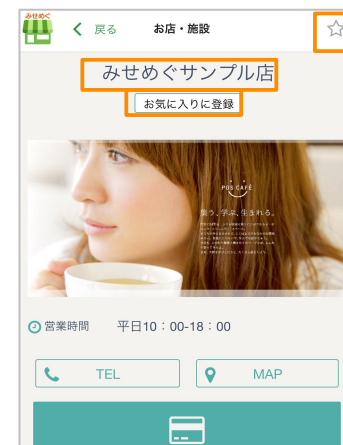 みせめぐ
戻る
お店・施設
みせめぐサンプル店
お気に入りに登録
POS CAFÉ
集う、学ぶ、生まれる。
営業時間 平日10：00-18：00
TEL
MAP